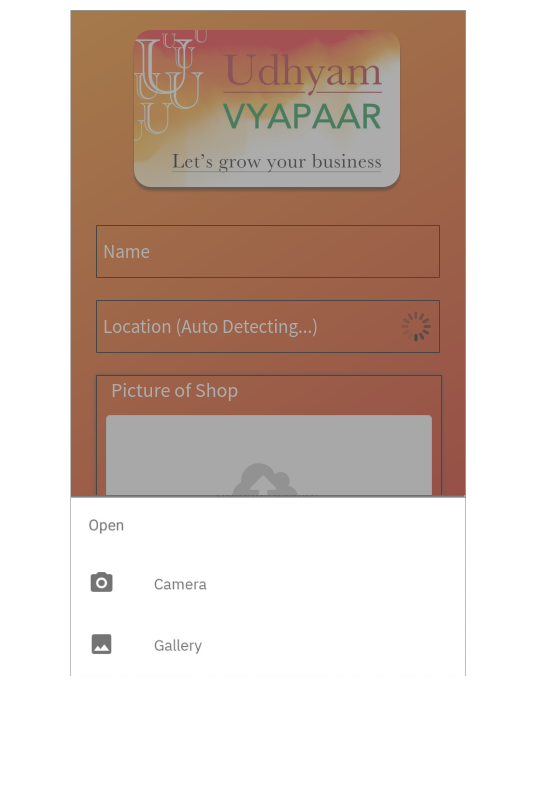 Udhyam
VYAPAAR
Let's grow your business
Name
Location (Auto Detecting...)
Picture of Shop
Open
Camera
Gallery